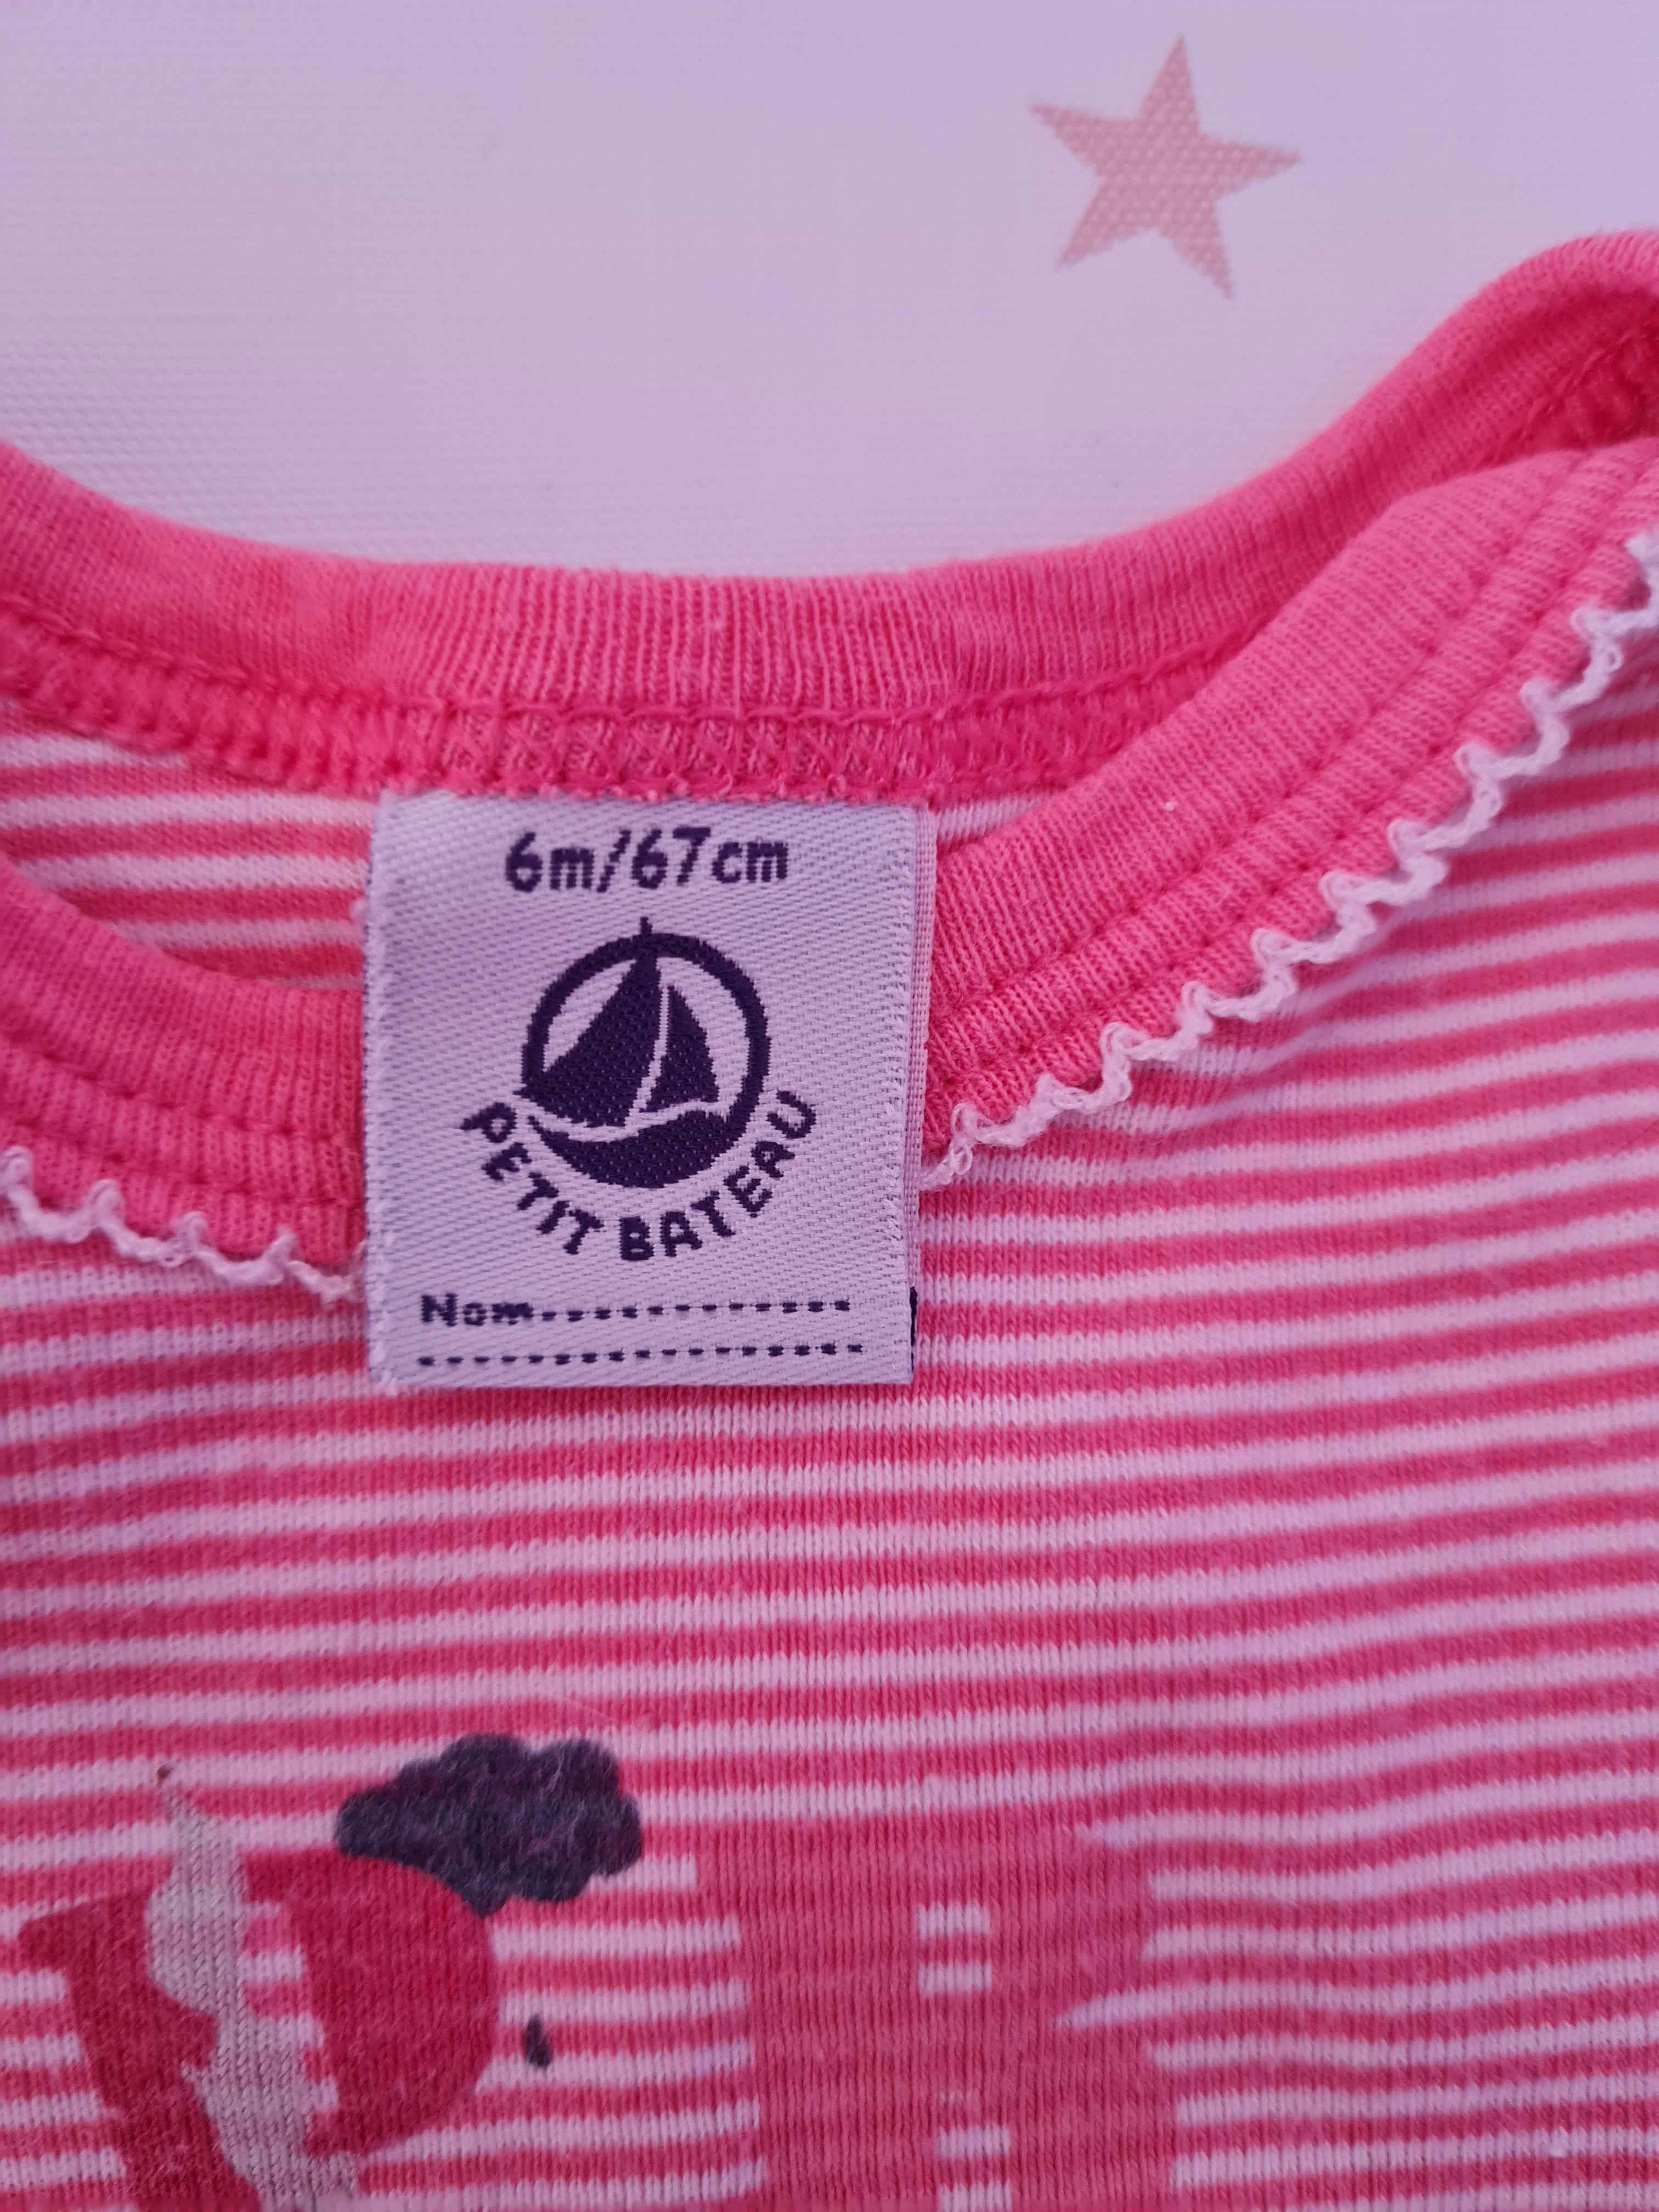 6m/67cm
PETIT BATEAU
Nom...............
..................